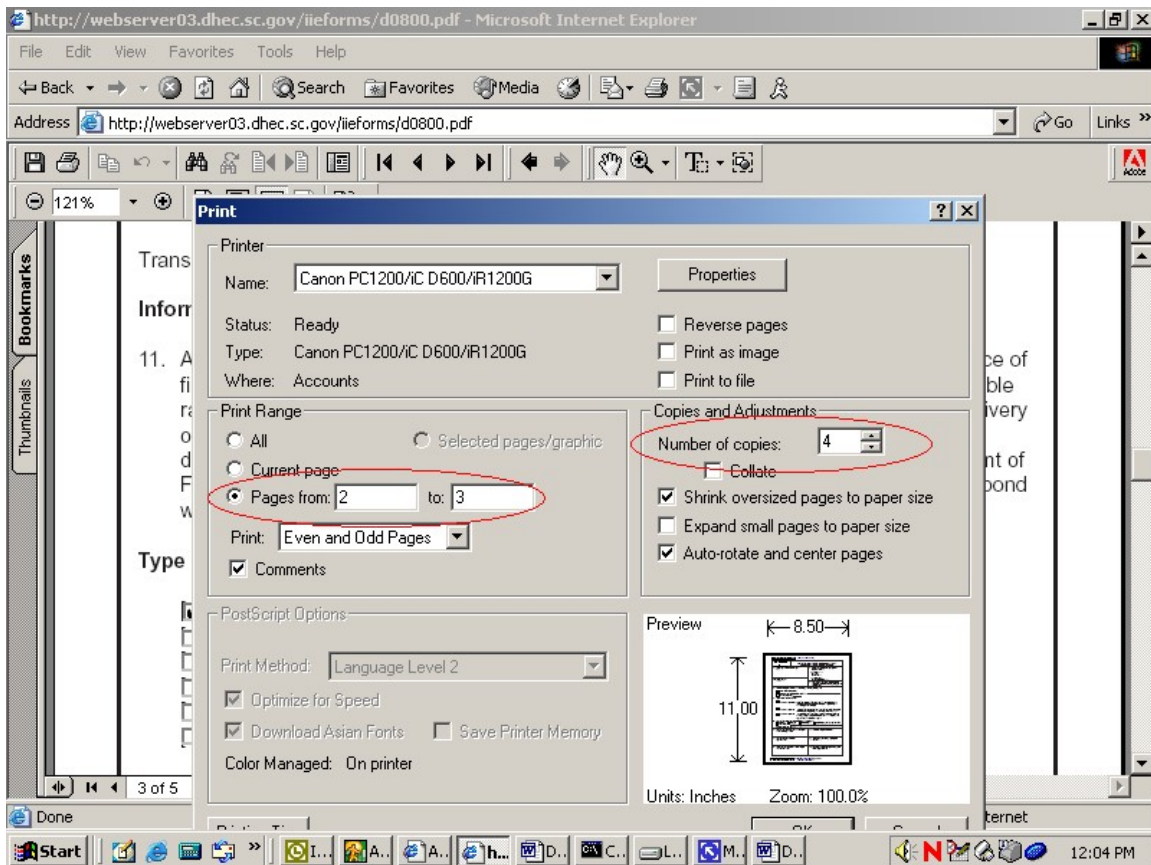 http://webserver03.dhec.sc.gov/iieforms/d0800.pdf - Microsoft Internet Explorer
File Edit View Favorites Tools Help
Back Search Favorites Media
Address http://webserver03.dhec.sc.gov/iieforms/d0800.pdf Go Links »
Adobe
121%
Print
Bookmarks
Thumbnails
Trans
Inform
11. A
fi
ra
o
d
F
w
Type
ce of
ble
ivery
nt of
pond
Printer
Name: Canon PC1200/iC D600/iR1200G Properties
Status: Ready Reverse pages
Type: Canon PC1200/iC D600/iR1200G Print as image
Where: Accounts Print to file
Print Range
All Selected pages/graphic
Current page
Pages from: 2 to: 3
Print: Even and Odd Pages
Comments
Copies and Adjustments
Number of copies: 4
Collate
Shrink oversized pages to paper size
Expand small pages to paper size
Auto-rotate and center pages
PostScript Options
Print Method: Language Level 2
Optimize for Speed
Download Asian Fonts Save Printer Memory
Color Managed: On printer
Preview 8.50
11.00
Units: Inches Zoom: 100.0%
3 of 5
Done ternet
Start » I... A... A... h... D... C... L... M... D... 12:04 PM